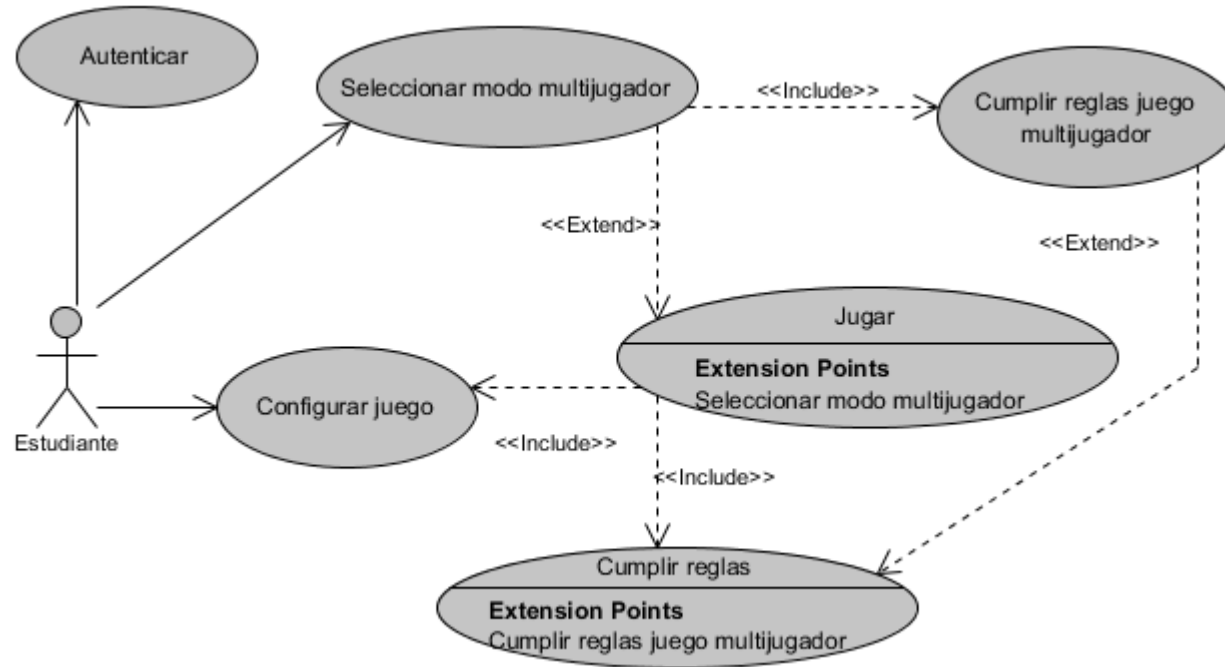 Autenticar
Seleccionar modo multijugador
<<Include>>
Cumplir reglas juego
multijugador
<<Extend>>
<<Extend>>
Jugar
Extension Points
Seleccionar modo multijugador
Configurar juego
Estudiante
<<Include>>
<<Include>>
Cumplir reglas
Extension Points
Cumplir reglas juego multijugador